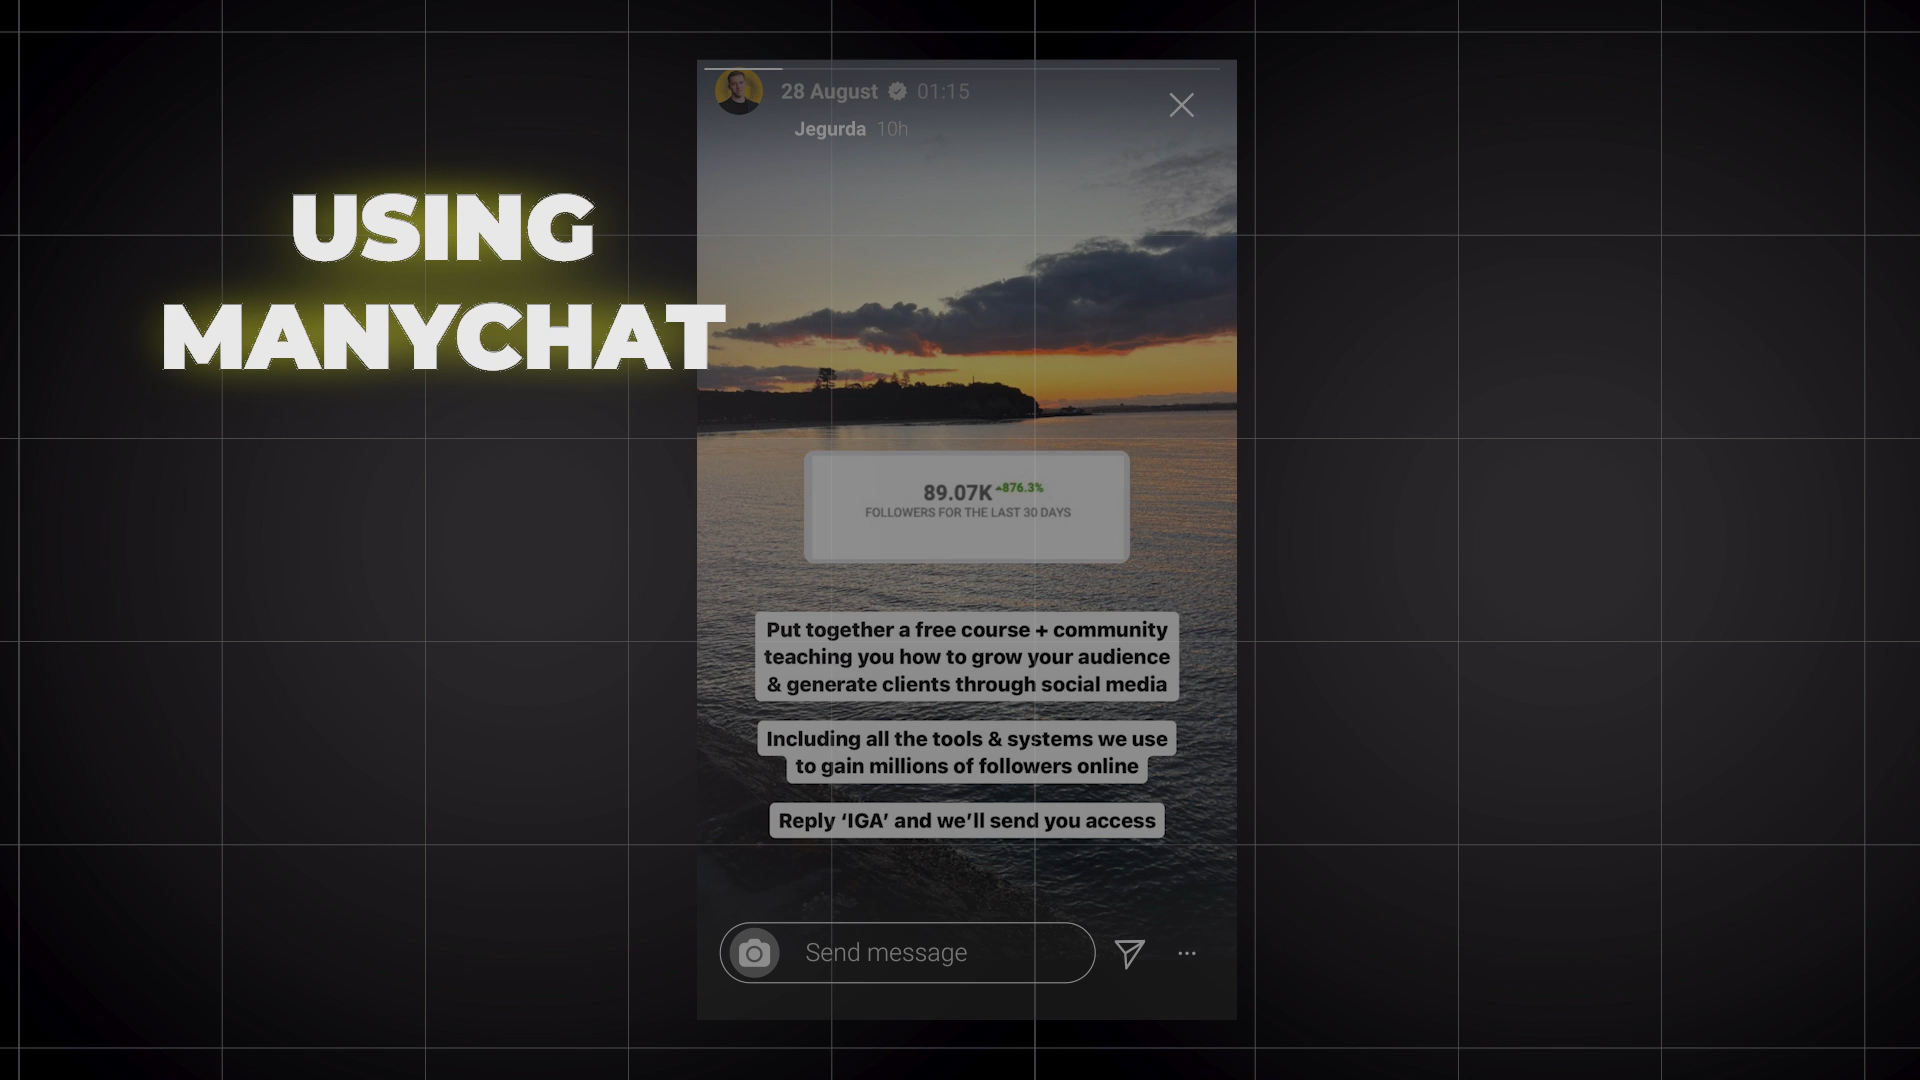 USING
MANYCHAT
28 August 01:15
Jegurda 10h
89.07K 876.3%
FOLLOWERS FOR THE LAST 30 DAYS
Put together a free course + community
teaching you how to grow your audience
& generate clients through social media
Including all the tools & systems we use
to gain millions of followers online
Reply ‘IGA’ and we’ll send you access
Send message